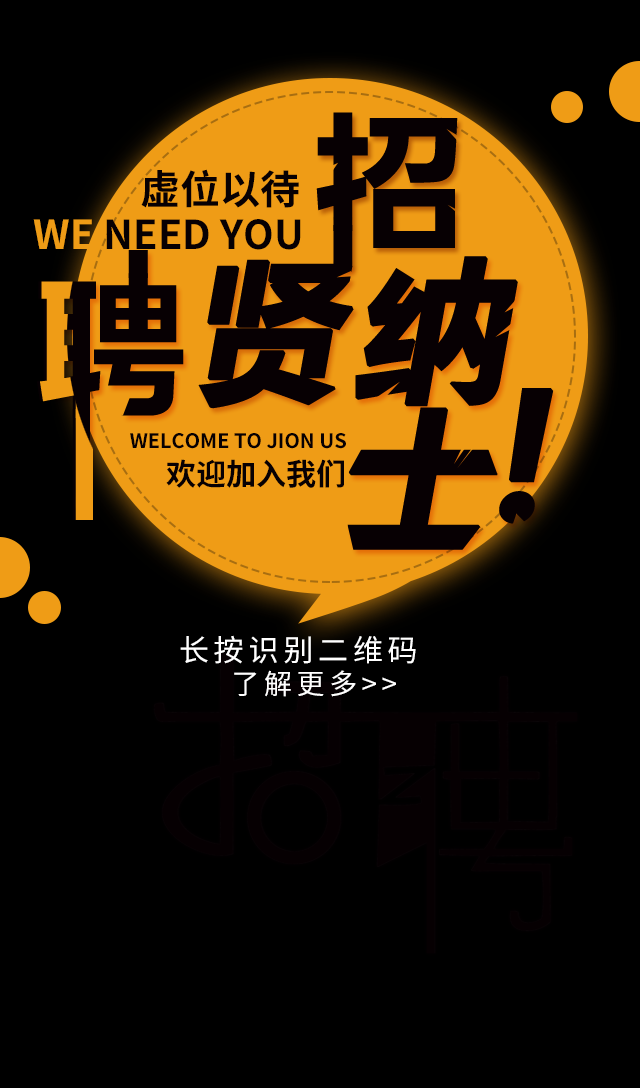 虚位以待
WE NEED YOU
招
聘贤纳
士!
WELCOME TO JION US
欢迎加入我们
长按识别二维码
了解更多>>
招聘